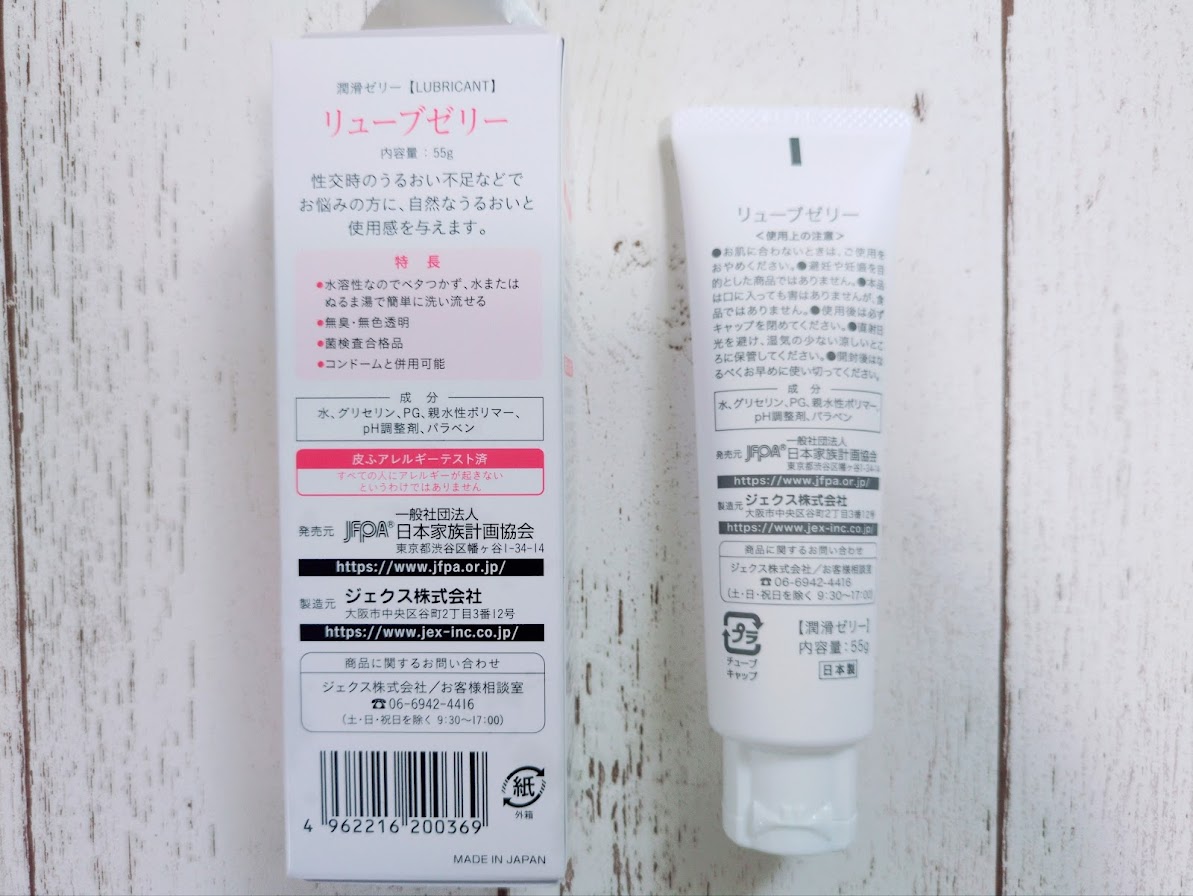 潤滑ゼリー【LUBRICANT】
リューブゼリー
内容量：55g
性交時のうるおい不足などで
お悩みの方に、自然なうるおいと
使用感を与えます。
特 長
●水溶性なのでベタつかず、水または
ぬるま湯で簡単に洗い流せる
●無臭・無色透明
●菌検査合格品
●コンドームと併用可能
成 分
水、グリセリン、PG、親水性ポリマー、
pH調整剤、パラベン
皮ふアレルギーテスト済
すべての人にアレルギーが起きない
というわけではありません
発売元 JFPA® 一般社団法人
日本家族計画協会
東京都渋谷区幡ヶ谷1-34-14
https://www.jfpa.or.jp/
製造元 ジェクス株式会社
大阪市中央区谷町2丁目3番12号
https://www.jex-inc.co.jp/
商品に関するお問い合わせ
ジェクス株式会社／お客様相談室
☎06-6942-4416
（土・日・祝日を除く 9:30〜17:00）
4 962216 200369
紙
外箱
MADE IN JAPAN
リューブゼリー
＜使用上の注意＞
●お肌に合わないときは、ご使用を
おやめください。●避妊や妊娠を目
的とした商品ではありません。●本品
は口に入っても害はありませんが、食
品ではありません。●使用後は必ず
キャップを閉めてください。●直射日
光を避け、湿気の少ない涼しいとこ
ろに保管してください。●開封後はな
るべくお早めに使い切ってください。
成 分
水、グリセリン、PG、親水性ポリマー、
pH調整剤、パラベン
発売元 JFPA® 一般社団法人
日本家族計画協会
東京都渋谷区幡ヶ谷1-34-14
https://www.jfpa.or.jp/
製造元 ジェクス株式会社
大阪市中央区谷町2丁目3番12号
https://www.jex-inc.co.jp/
商品に関するお問い合わせ
ジェクス株式会社／お客様相談室
☎06-6942-4416
（土・日・祝日を除く 9:30〜17:00）
プラ
チューブ
キャップ
【潤滑ゼリー】
内容量：55g
日本製